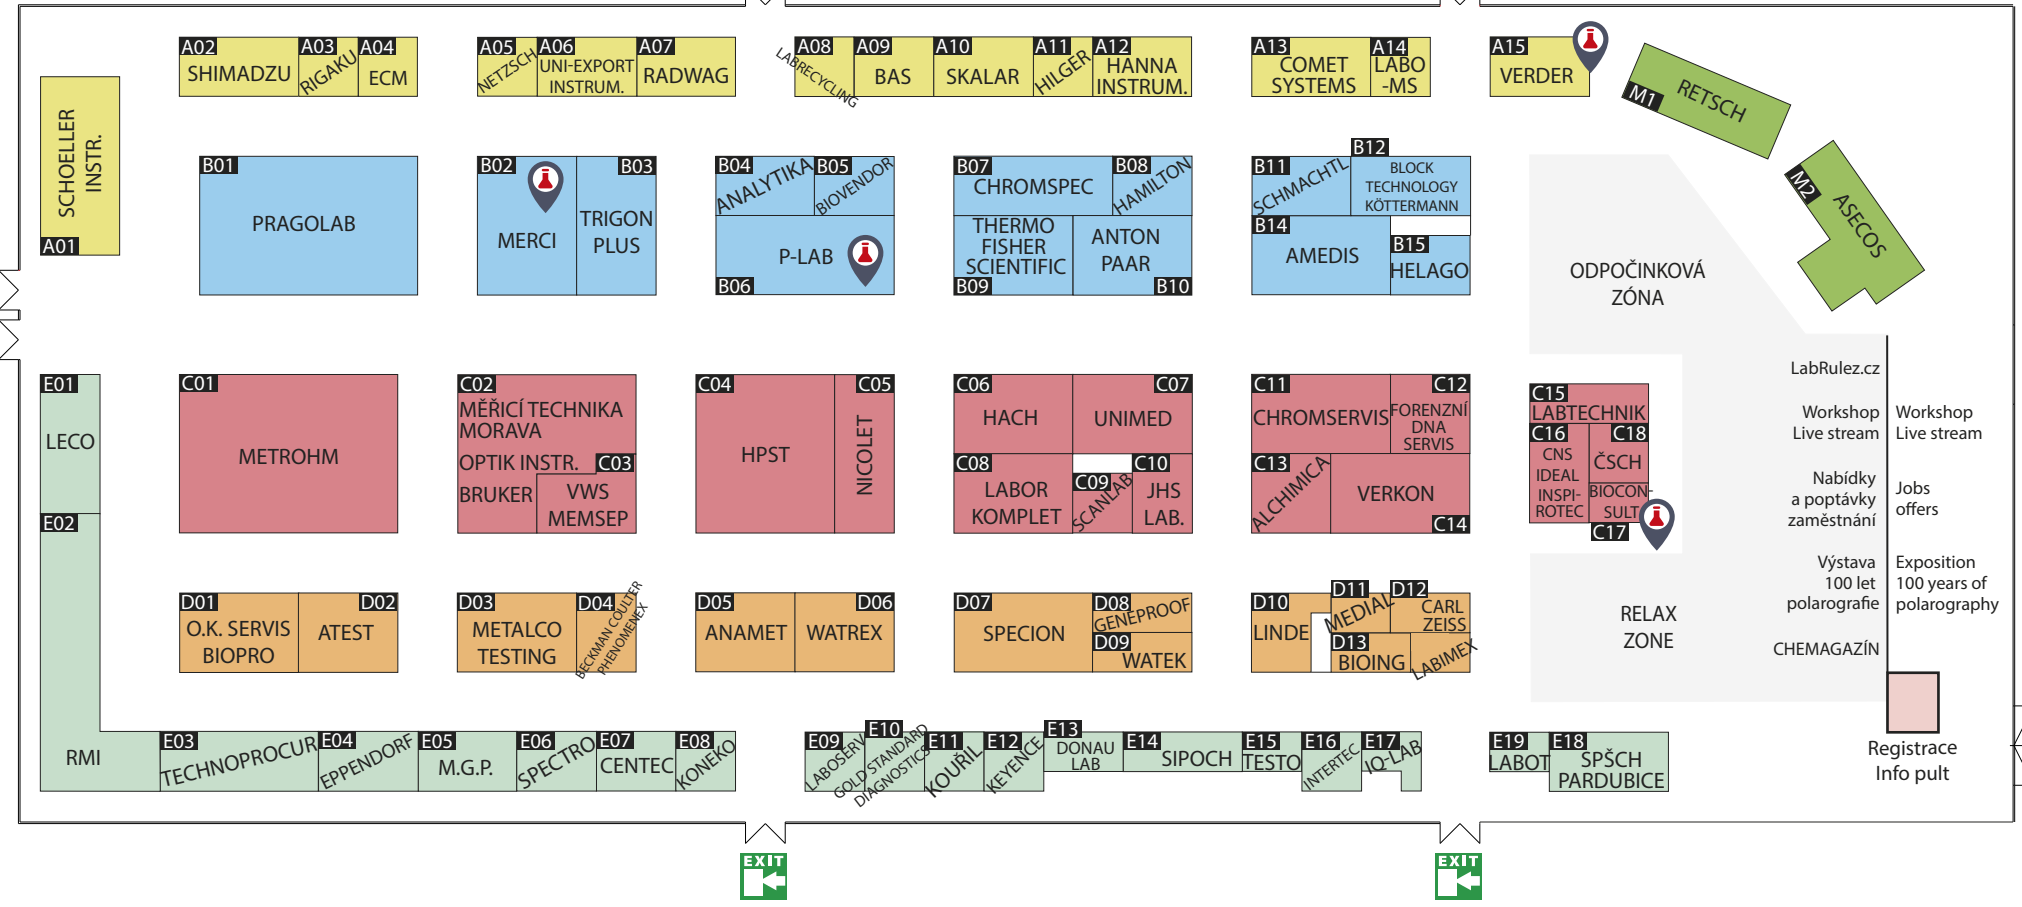 A02
SHIMADZU
A03
RIGAKU
A04
ECM
A05
NETZSCH
A06
UNI-EXPORT
INSTRUM.
A07
RADWAG
A08
LABRECYCLING
A09
BAS
A10
SKALAR
A11
HILGER
A12
HANNA
INSTRUM.
A13
COMET
SYSTEMS
A14
LABO
-MS
A15
VERDER
M1
RETSCH
M2
ASECOS
SCHOELLER
INSTR.
A01
B01
PRAGOLAB
B02
MERCI
B03
TRIGON
PLUS
B04
ANALYTIKA
B05
BIOVENDOR
P-LAB
B06
B07
CHROMSPEC
B08
HAMILTON
THERMO
FISHER
SCIENTIFIC
B09
ANTON
PAAR
B10
B11
SCHMACHTL
B12
BLOCK
TECHNOLOGY
KÖTTERMANN
B14
AMEDIS
B15
HELAGO
ODPOČINKOVÁ
ZÓNA
E01
LECO
E02
RMI
C01
METROHM
C02
MĚŘICÍ TECHNIKA
MORAVA
OPTIK INSTR.
BRUKER
C03
VWS
MEMSEP
C04
HPST
C05
NICOLET
C06
HACH
C07
UNIMED
C08
LABOR
KOMPLET
C09
SCANLAB
C10
JHS
LAB.
C11
CHROMSERVIS
C12
FORENZNÍ
DNA
SERVIS
C13
ALCHIMICA
VERKON
C14
C15
LABTECHNIK
C16
CNS
IDEAL
INSPI-
ROTEC
C18
ČSCH
BIOCON-
SULT
C17
LabRulez.cz
Workshop
Live stream
Workshop
Live stream
Nabídky
a poptávky
zaměstnání
Jobs
offers
Výstava
100 let
polarografie
Exposition
100 years of
polarography
CHEMAGAZÍN
RELAX
ZONE
D01
O.K. SERVIS
BIOPRO
D02
ATEST
D03
METALCO
TESTING
D04
BECKMAN COULTER
PHENOMENEX
D05
ANAMET
D06
WATREX
D07
SPECION
D08
GENEPROOF
D09
WATEK
D10
LINDE
D11
MEDIAL
D12
CARL
ZEISS
D13
BIOING
LABIMEX
E03
TECHNOPROCUR
E04
EPPENDORF
E05
M.G.P.
E06
SPECTRO
E07
CENTEC
E08
KONEKO
E09
LABOSERV
E10
GOLD STANDARD
DIAGNOSTICS
E11
KOUŘIL
E12
KEYENCE
E13
DONAU
LAB
E14
SIPOCH
E15
TESTO
E16
INTERTEC
E17
IQ-LAB
E19
LABOT
E18
SPŠCH
PARDUBICE
Registrace
Info pult
EXIT
EXIT